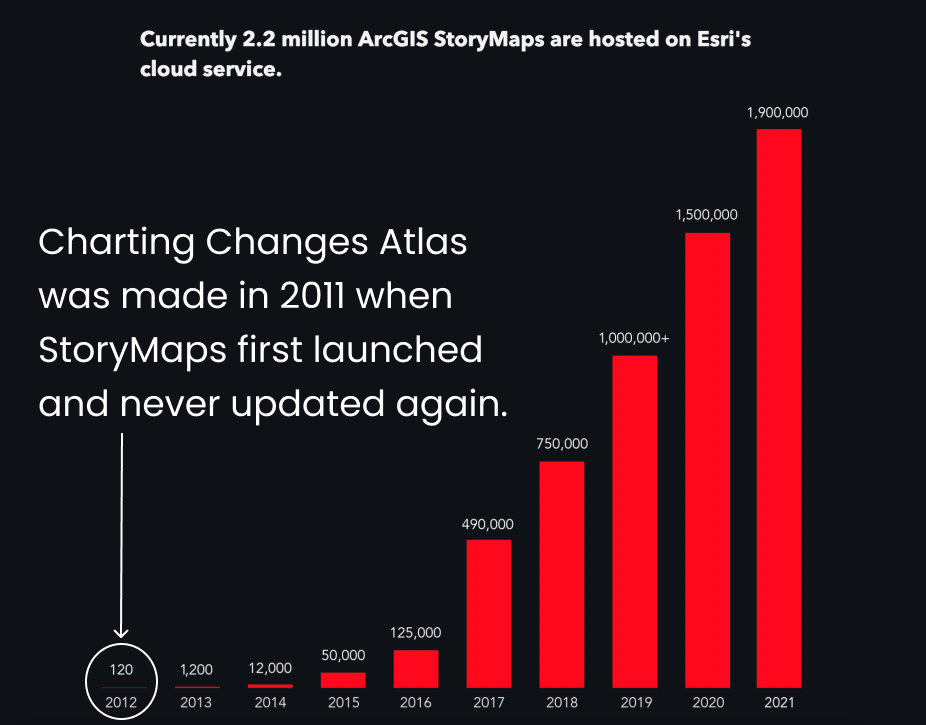 Currently 2.2 million ArcGIS StoryMaps are hosted on Esri's
cloud service.
1,900,000
1,500,000
Charting Changes Atlas
was made in 2011 when
StoryMaps first launched
and never updated again.
1,000,000+
750,000
490,000
125,000
50,000
12,000
1,200
120
2012 2013 2014 2015 2016 2017 2018 2019 2020 2021